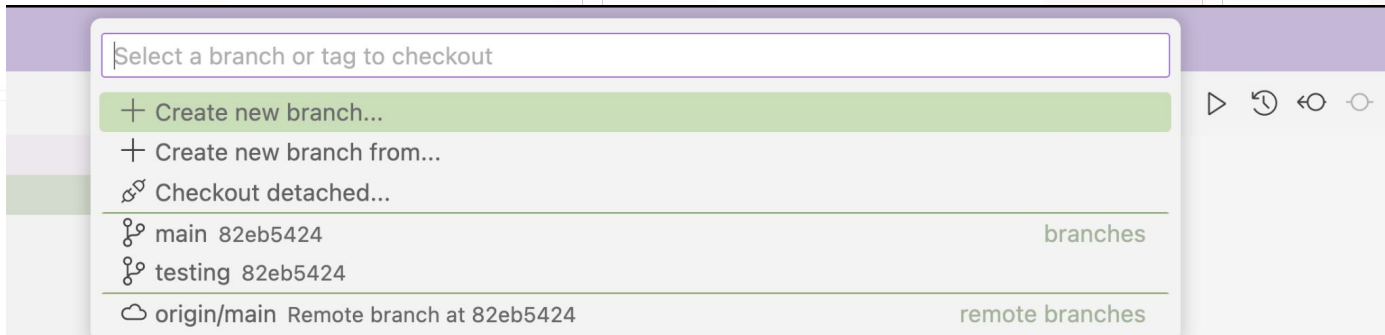 Select a branch or tag to checkout
Create new branch...
Create new branch from...
Checkout detached...
main 82eb5424 branches
testing 82eb5424
origin/main Remote branch at 82eb5424 remote branches